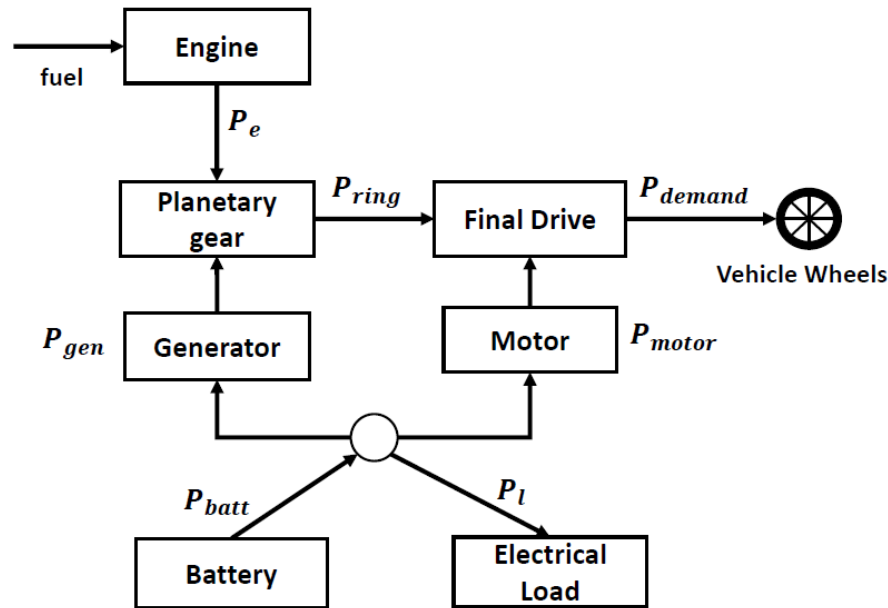 Engine
fuel
P_e
Planetary
gear
P_ring
Final Drive
P_demand
Vehicle Wheels
P_gen
Generator
Motor
P_motor
P_batt
P_l
Battery
Electrical
Load